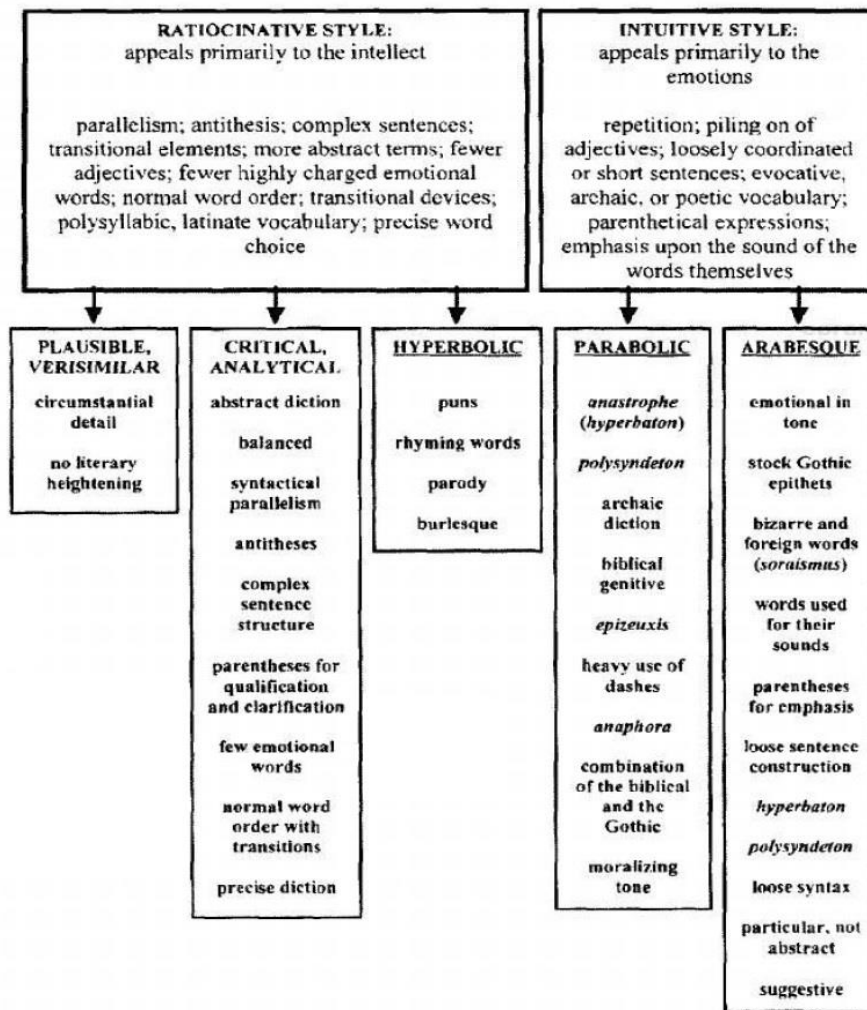 RATIOCINATIVE STYLE:
appeals primarily to the intellect
parallelism; antithesis; complex sentences;
transitional elements; more abstract terms; fewer
adjectives; fewer highly charged emotional
words; normal word order; transitional devices;
polysyllabic, latinate vocabulary; precise word
choice
INTUITIVE STYLE:
appeals primarily to the
emotions
repetition; piling on of
adjectives; loosely coordinated
or short sentences; evocative,
archaic, or poetic vocabulary;
parenthetical expressions;
emphasis upon the sound of the
words themselves
PLAUSIBLE,
VERISIMILAR
circumstantial
detail
no literary
heightening
CRITICAL,
ANALYTICAL
abstract diction
balanced
syntactical
parallelism
antitheses
complex
sentence
structure
parentheses for
qualification
and clarification
few emotional
words
normal word
order with
transitions
precise diction
HYPERBOLIC
puns
rhyming words
parody
burlesque
PARABOLIC
anastrophe
(hyperbaton)
polysyndeton
archaic
diction
biblical
genitive
epizeuxis
heavy use of
dashes
anaphora
combination
of the biblical
and the
Gothic
moralizing
tone
ARABESQUE
emotional in
tone
stock Gothic
epithets
bizarre and
foreign words
(soraismus)
words used
for their
sounds
parentheses
for emphasis
loose sentence
construction
hyperbaton
polysyndeton
loose syntax
particular, not
abstract
suggestive